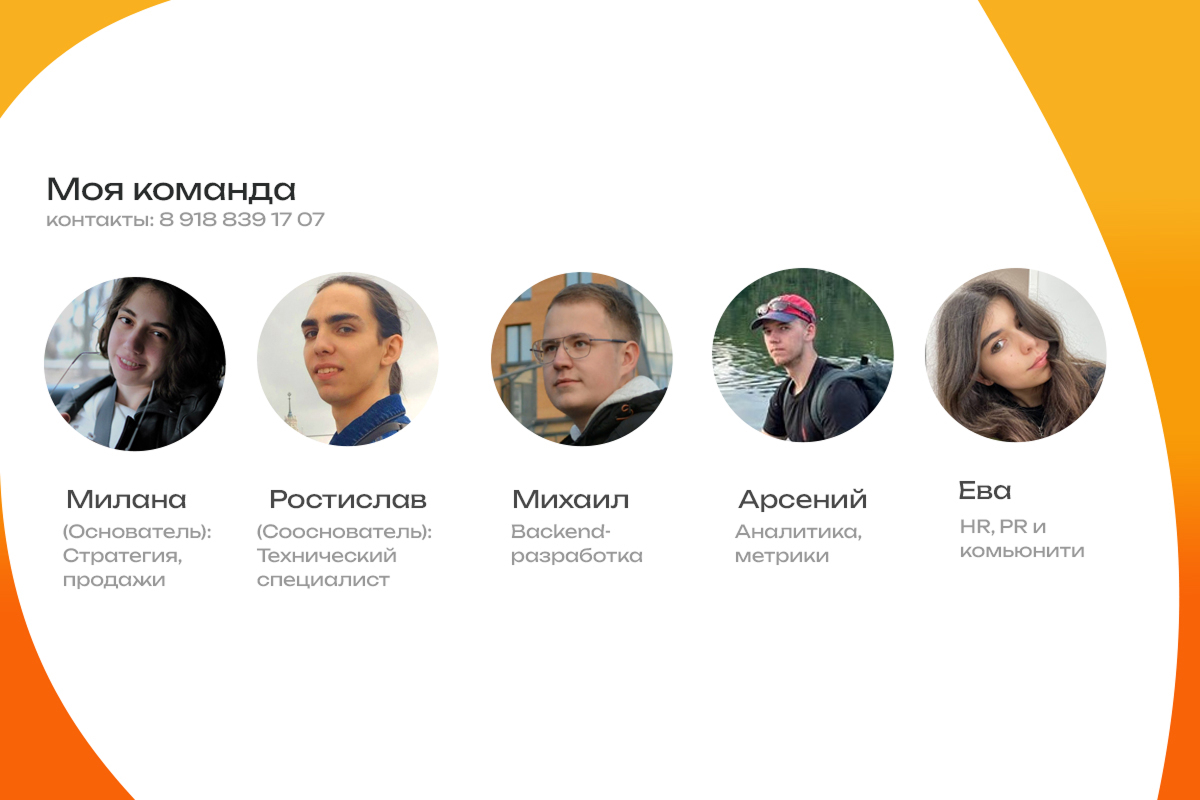 Моя команда
контакты: 8 918 839 17 07
Милана
(Основатель):
Стратегия,
продажи
Ростислав
(Сооснователь):
Технический
специалист
Михаил
Backend-
разработка
Арсений
Аналитика,
метрики
Ева
HR, PR и
комьюнити